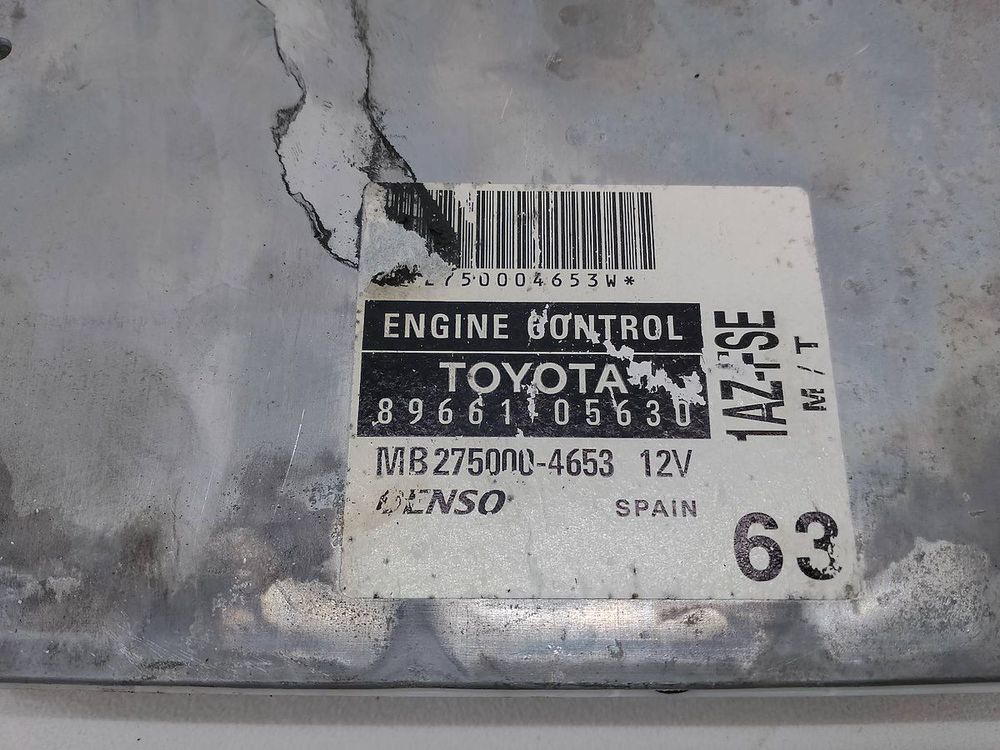 2750004653W*
ENGINE CONTROL
TOYOTA
89661-05630
MB275000-4653 12V
DENSO SPAIN
63
1AZ-FSE
M/T